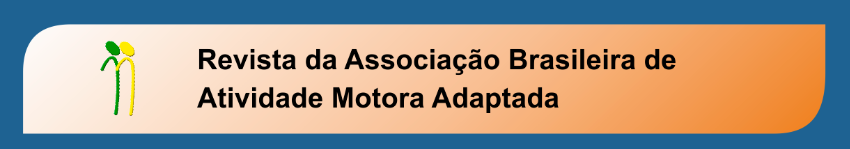 Revista da Associação Brasileira de
Atividade Motora Adaptada